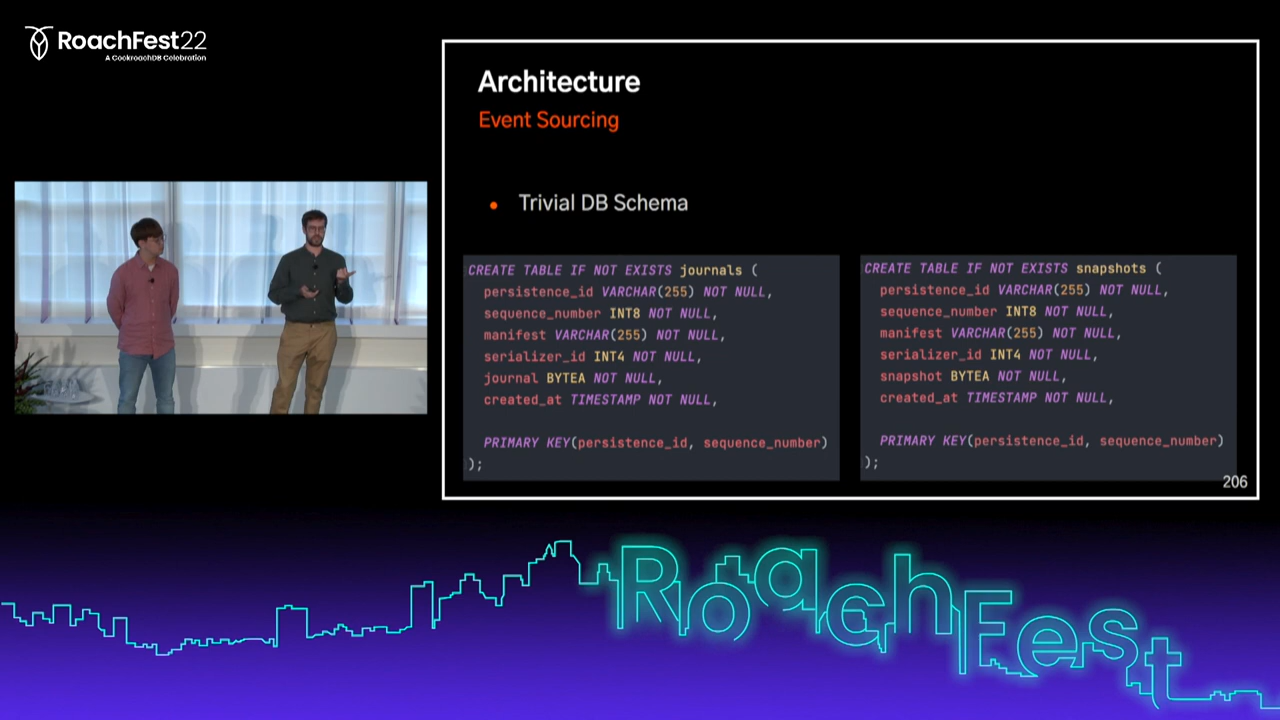 RoachFest22
A CockroachDB Celebration
Architecture
Event Sourcing
• Trivial DB Schema
CREATE TABLE IF NOT EXISTS journals (
persistence_id VARCHAR(255) NOT NULL,
sequence_number INT8 NOT NULL,
manifest VARCHAR(255) NOT NULL,
serializer_id INT4 NOT NULL,
journal BYTEA NOT NULL,
created_at TIMESTAMP NOT NULL,
PRIMARY KEY(persistence_id, sequence_number)
);
CREATE TABLE IF NOT EXISTS snapshots (
persistence_id VARCHAR(255) NOT NULL,
sequence_number INT8 NOT NULL,
manifest VARCHAR(255) NOT NULL,
serializer_id INT4 NOT NULL,
snapshot BYTEA NOT NULL,
created_at TIMESTAMP NOT NULL,
PRIMARY KEY(persistence_id, sequence_number)
);
206
RoachFest